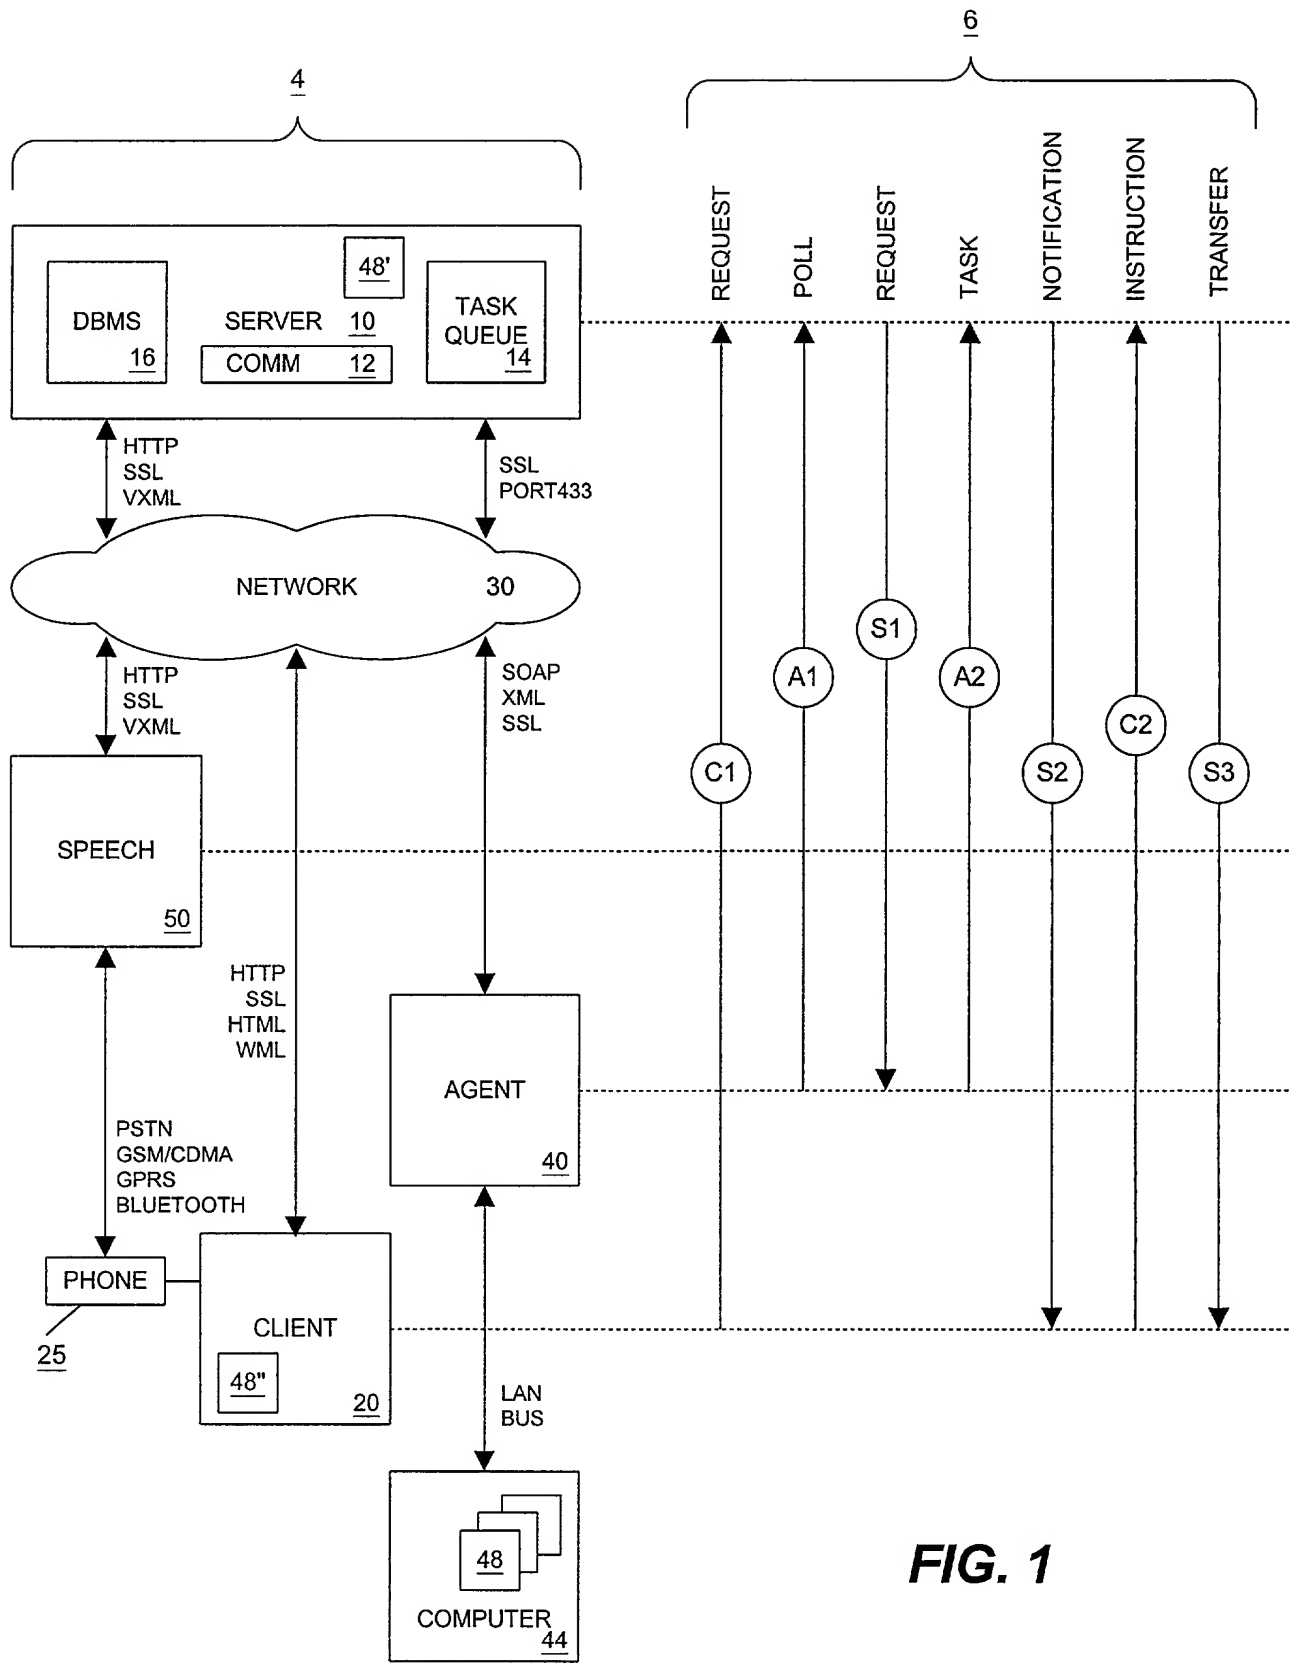 6
4
REQUEST
POLL
REQUEST
TASK
NOTIFICATION
INSTRUCTION
TRANSFER
48'
DBMS
16
SERVER 10
COMM 12
TASK
QUEUE
14
HTTP
SSL
VXML
SSL
PORT433
NETWORK 30
HTTP
SSL
VXML
SOAP
XML
SSL
S1
A1
A2
C2
C1
S2
S3
SPEECH
50
HTTP
SSL
HTML
WML
AGENT
40
PSTN
GSM/CDMA
GPRS
BLUETOOTH
PHONE
25
CLIENT
48"
20
LAN
BUS
48
COMPUTER
44
FIG. 1